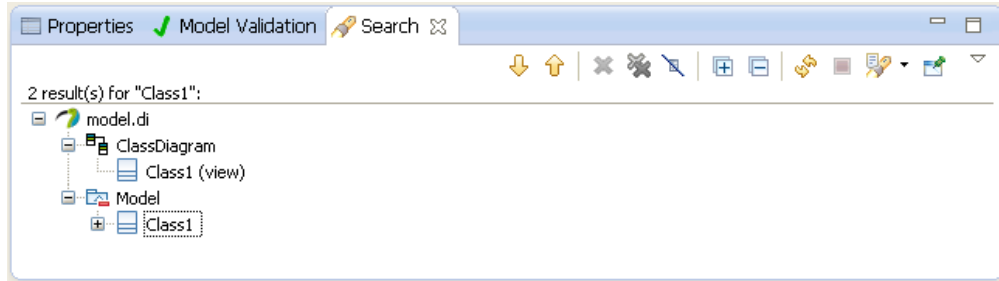 Properties Model Validation Search
2 result(s) for "Class1":
model.di
ClassDiagram
Class1 (view)
Model
Class1